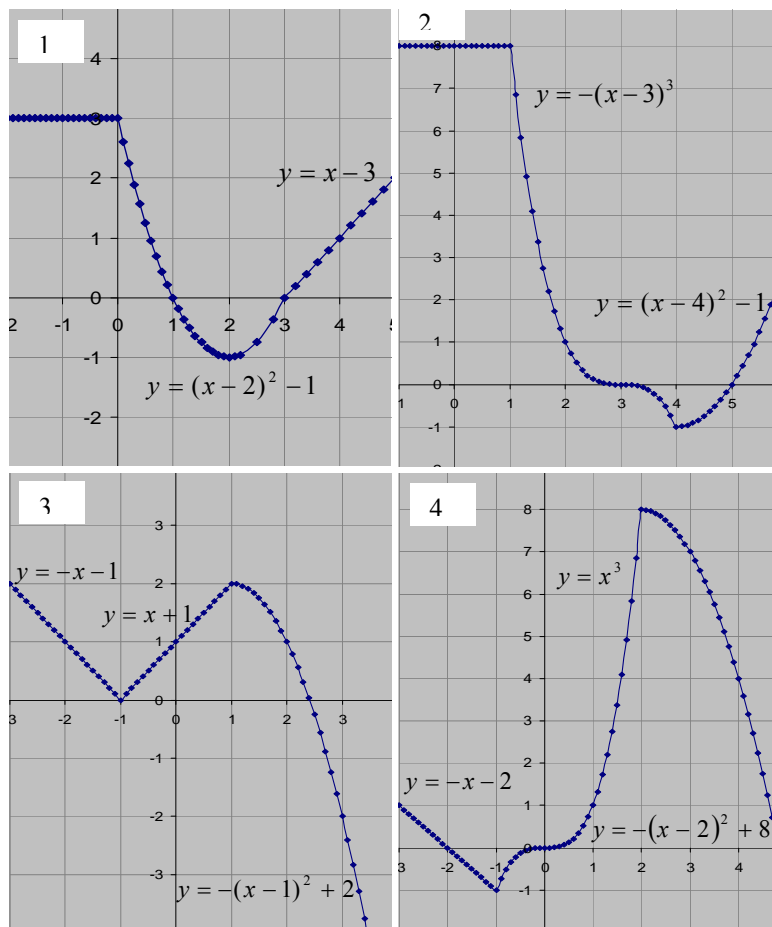 1
4
3
2
1
0
-1
-2
2 -1 0 1 2 3 4 5
y = x − 3
y = (x − 2)² − 1
2
8
7
6
5
4
3
2
1
0
-1
1 0 1 2 3 4 5
y = −(x − 3)³
y = (x − 4)² − 1
3
3
2
1
0
-1
-2
-3
3 -2 -1 0 1 2 3
y = −x − 1
y = x + 1
y = −(x − 1)² + 2
4
8
7
6
5
4
3
2
1
0
-1
3 -2 -1 0 1 2 3 4
y = x³
y = −x − 2
y = −(x − 2)² + 8